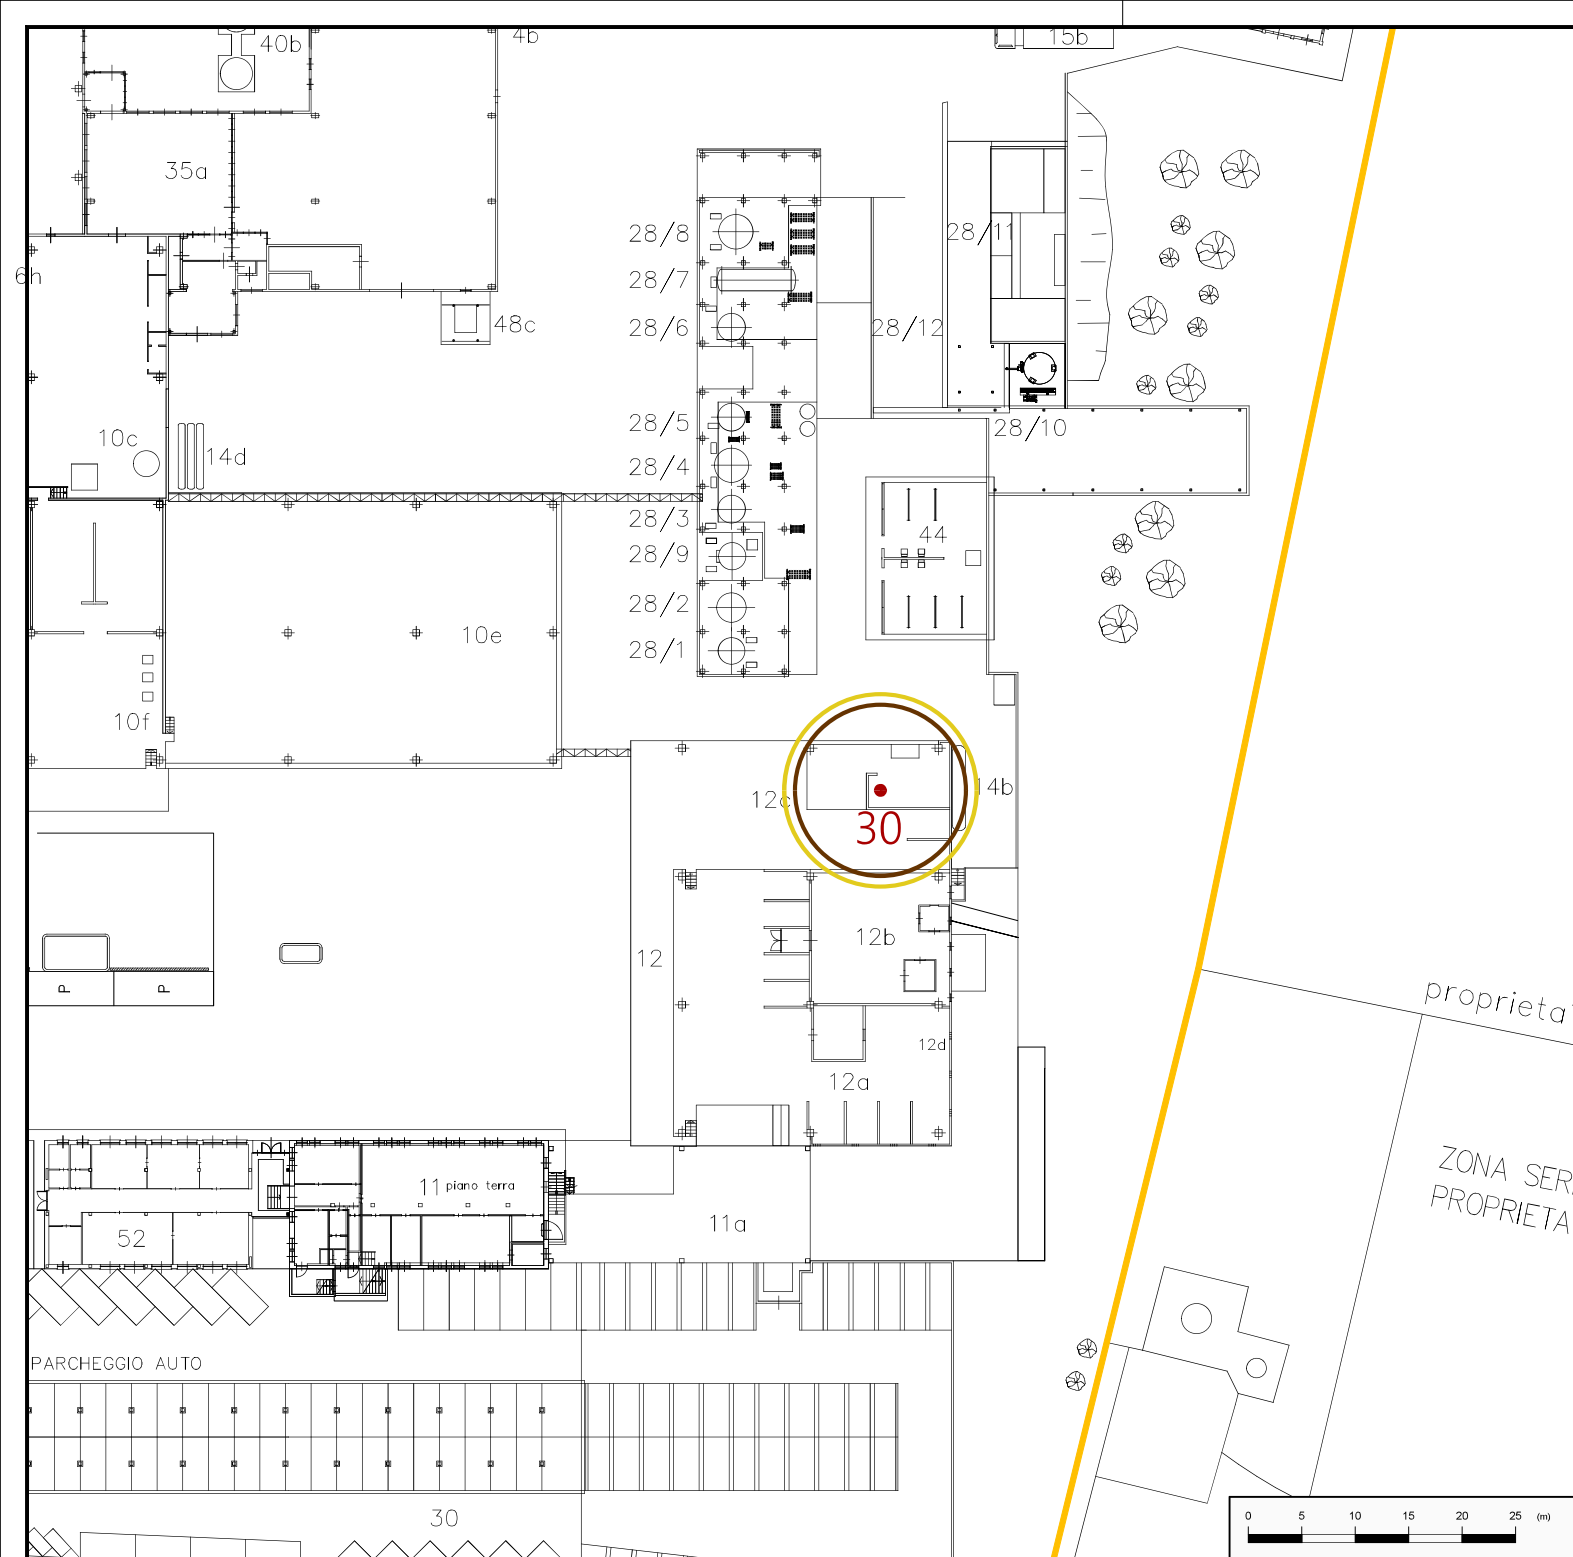 40b
4b
15b
35a
28/8
28/11
6h
28/7
48c
28/6
28/12
28/5
28/10
10c
14d
28/4
28/3
44
28/9
28/2
10e
28/1
10f
12c
14b
30
12b
12
P
P
proprieta'
12d
12a
ZONA SER
PROPRIETA
11 piano terra
11a
52
PARCHEGGIO AUTO
30
0 5 10 15 20 25 (m)